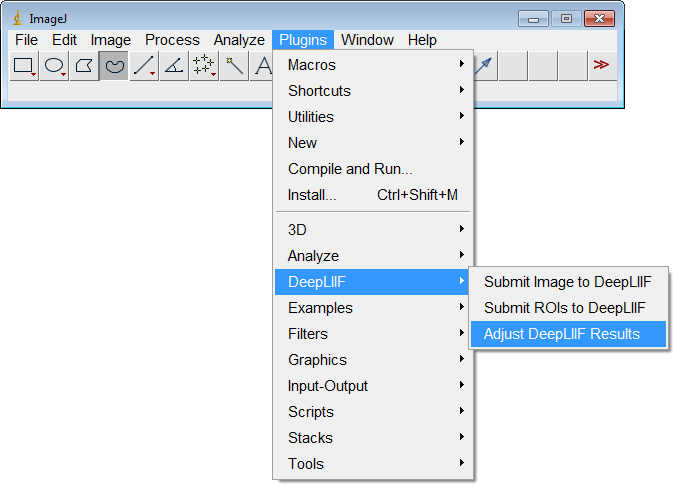 ImageJ
File Edit Image Process Analyze Plugins Window Help
A
Macros
Shortcuts
Utilities
New
Compile and Run...
Install... Ctrl+Shift+M
3D
Analyze
DeepLIIF
Submit Image to DeepLIIF
Examples
Submit ROIs to DeepLIIF
Filters
Adjust DeepLIIF Results
Graphics
Input-Output
Scripts
Stacks
Tools